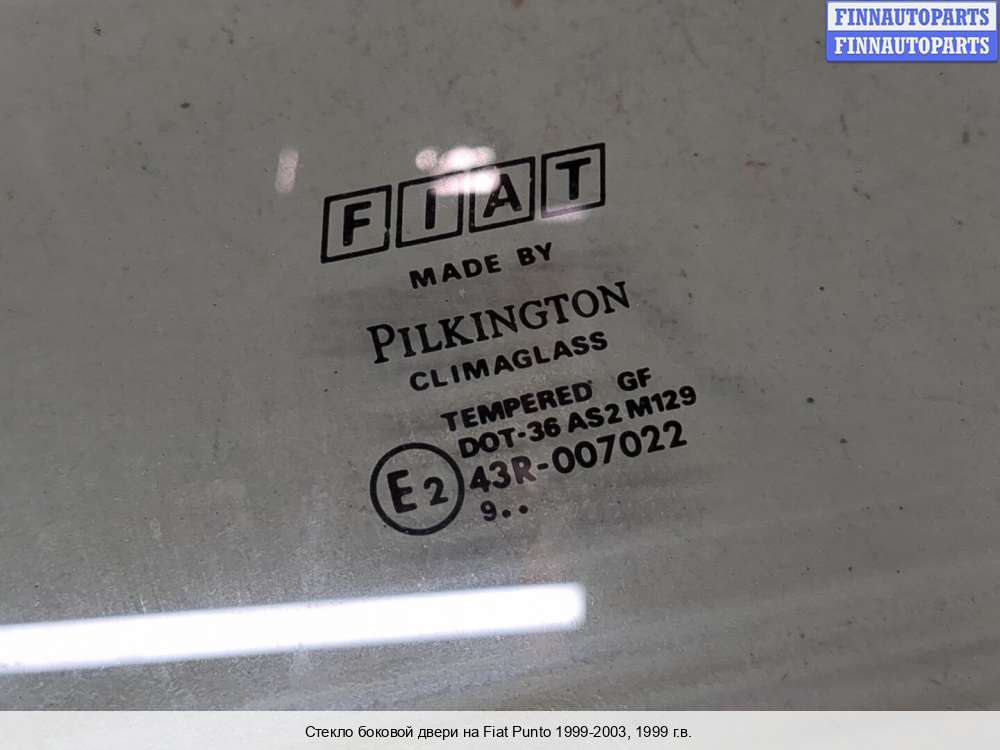 FINNAUTOPARTS
FINNAUTOPARTS
FIAT
MADE BY
PILKINGTON
CLIMAGLASS
TEMPERED GF
DOT-36 AS2 M129
E2 43R-007022
9..
Стекло боковой двери на Fiat Punto 1999-2003, 1999 г.в.